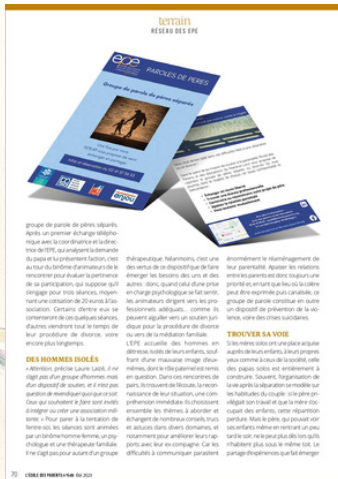 terrain
RÉSEAU DES EPE
epe
PAROLES DE PÈRES
Groupe de parole de pères séparés
groupe de parole de pères séparés.
Après un premier échange télépho-
nique avec la coordinatrice et la direc-
trice de l'EPE, qui analysent la demande
du papa et lui présentent l'action, c'est
au tour du binôme d'animateurs de le
rencontrer pour évaluer la pertinence
de sa participation, qui suppose qu'il
s'engage pour trois séances, moyen-
nant une cotisation de 20 euros à l'as-
sociation. Certains d'entre eux se
contenteront de ces quelques séances,
d'autres viendront tout le temps de
leur procédure de divorce, voire
encore plus longtemps.
DES HOMMES ISOLÉS
« Attention, précise Laure Lasli, il ne
s'agit pas d'un groupe d'hommes mais
d'un dispositif de soutien, et il n'est pas
question de revendiquer quoi que ce soit.
Ceux qui souhaitent le faire sont invités
à intégrer ou créer une association mili-
tante. » Pour parer à la tentation de
l'entre-soi, les séances sont animées
par un binôme homme-femme, un psy-
chologue et une thérapeute familiale.
Il ne s'agit pas pour autant d'un groupe
thérapeutique. Néanmoins, c'est une
des vertus de ce dispositif que de faire
émerger les besoins des uns et des
autres : donc, quand celui d'une prise
en charge psychologique se fait sentir,
les animateurs dirigent vers les pro-
fessionnels adéquats... comme ils
peuvent aiguiller vers un soutien juri-
dique pour la procédure de divorce
ou vers de la médiation familiale.
L'EPE accueille des hommes en
détresse, isolés de leurs enfants, souf-
frant d'une mauvaise image d'eux-
mêmes, dont le rôle paternel est remis
en question. Dans ces rencontres de
pairs, ils trouvent de l'écoute, la recon-
naissance de leur situation, une com-
préhension immédiate. Ils choisissent
ensemble les thèmes à aborder et
échangent de nombreux conseils, trucs
et astuces dans divers domaines, et
notamment pour améliorer leurs rap-
ports avec leur ex-compagne. Car les
difficultés à communiquer parasitent
énormément le réaménagement de
leur parentalité. Apaiser les relations
entre les parents est donc toujours une
priorité et, en tant que lieu où la colère
peut être exprimée puis canalisée, ce
groupe de parole constitue en outre
un dispositif de prévention de la vio-
lence, voire des crises suicidaires.
TROUVER SA VOIE
Si les mères solos ont une place acquise
auprès de leurs enfants, à leurs propres
yeux comme à ceux de la société, celle
des papas solos est entièrement à
construire. Souvent, l'organisation de
la vie après la séparation se modèle sur
les habitudes du couple : si le père pri-
vilégiait son travail et que la mère s'oc-
cupait des enfants, cette répartition
perdure. Mais le père, qui pouvait voir
ses enfants même en rentrant un peu
tard le soir, ne le peut plus dès lors qu'ils
n'habitent plus sous le même toit. Le
partage d'expériences que fait émerger
70 L'ÉCOLE DES PARENTS n°648 Été 2023